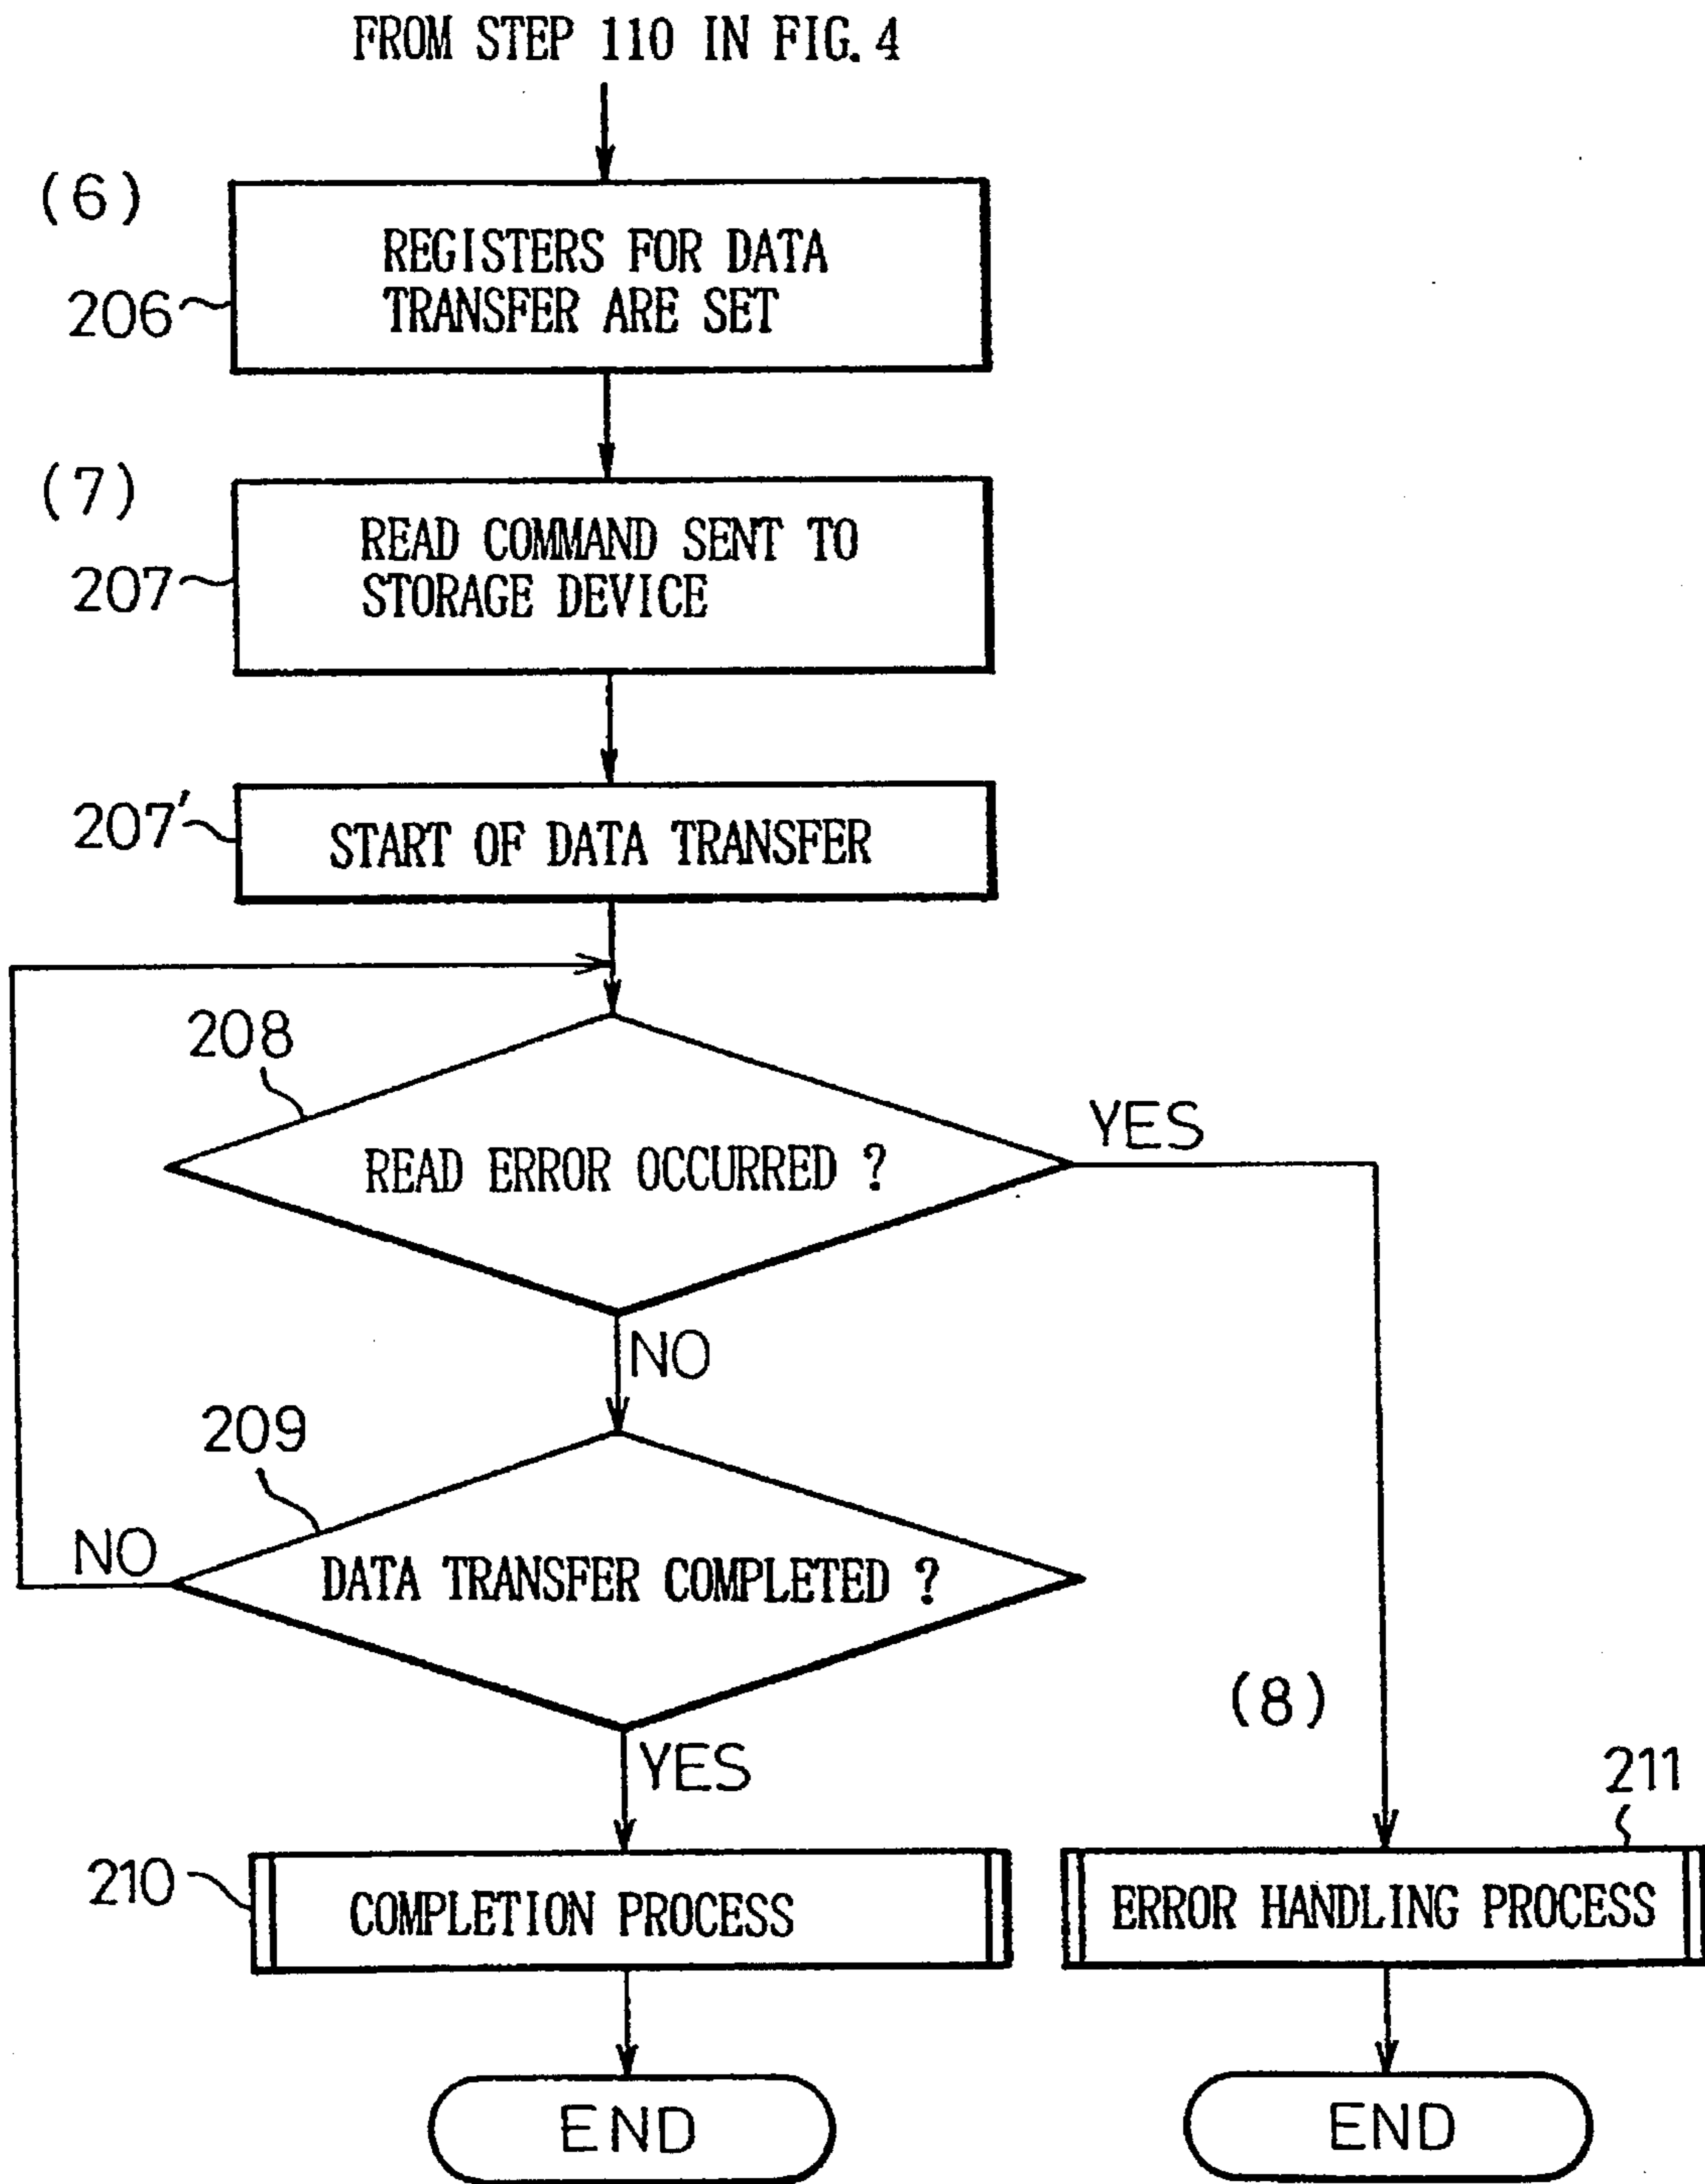 FROM STEP 110 IN FIG. 4
(6)
206
REGISTERS FOR DATA
TRANSFER ARE SET
(7)
207
READ COMMAND SENT TO
STORAGE DEVICE
207'
START OF DATA TRANSFER
208
READ ERROR OCCURRED ?
YES
NO
209
DATA TRANSFER COMPLETED ?
NO
YES
(8)
210
COMPLETION PROCESS
211
ERROR HANDLING PROCESS
END
END